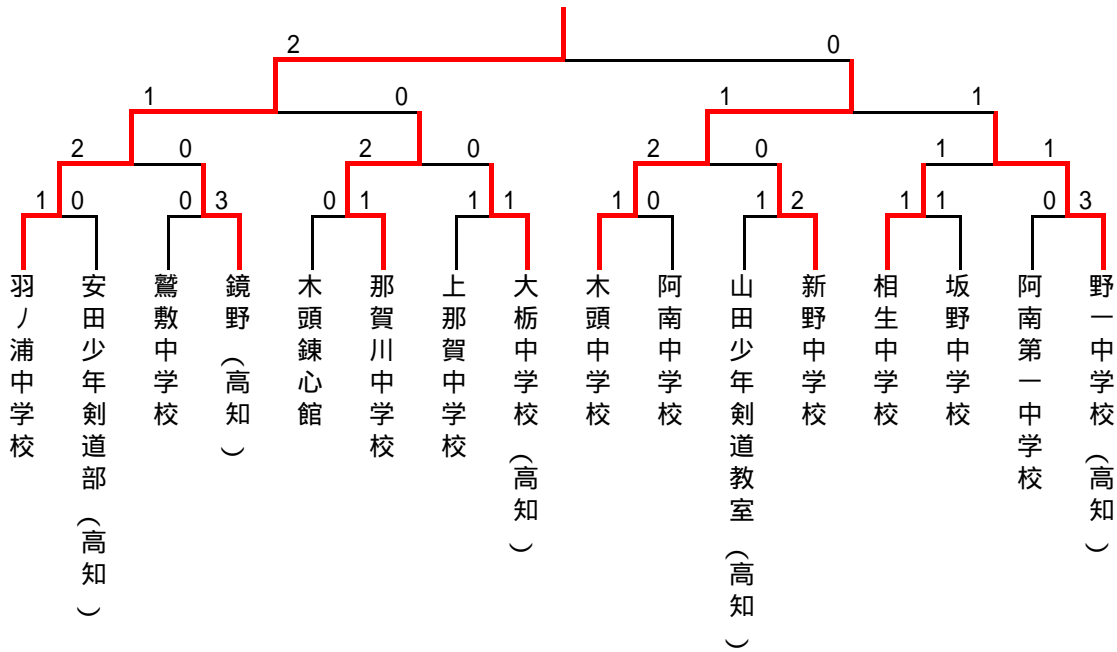 2 0
1 0 1 1
2 0 2 0 2 0 1 1
1 0 0 3 0 1 1 1 1 0 1 2 1 1 0 3
羽ノ浦中学校
安田少年剣道部（高知）
鷲敷中学校
鏡野（高知）
木頭錬心館
那賀川中学校
上那賀中学校
大栃中学校（高知）
木頭中学校
阿南中学校
山田少年剣道教室（高知）
新野中学校
相生中学校
坂野中学校
阿南第一中学校
野一中学校（高知）